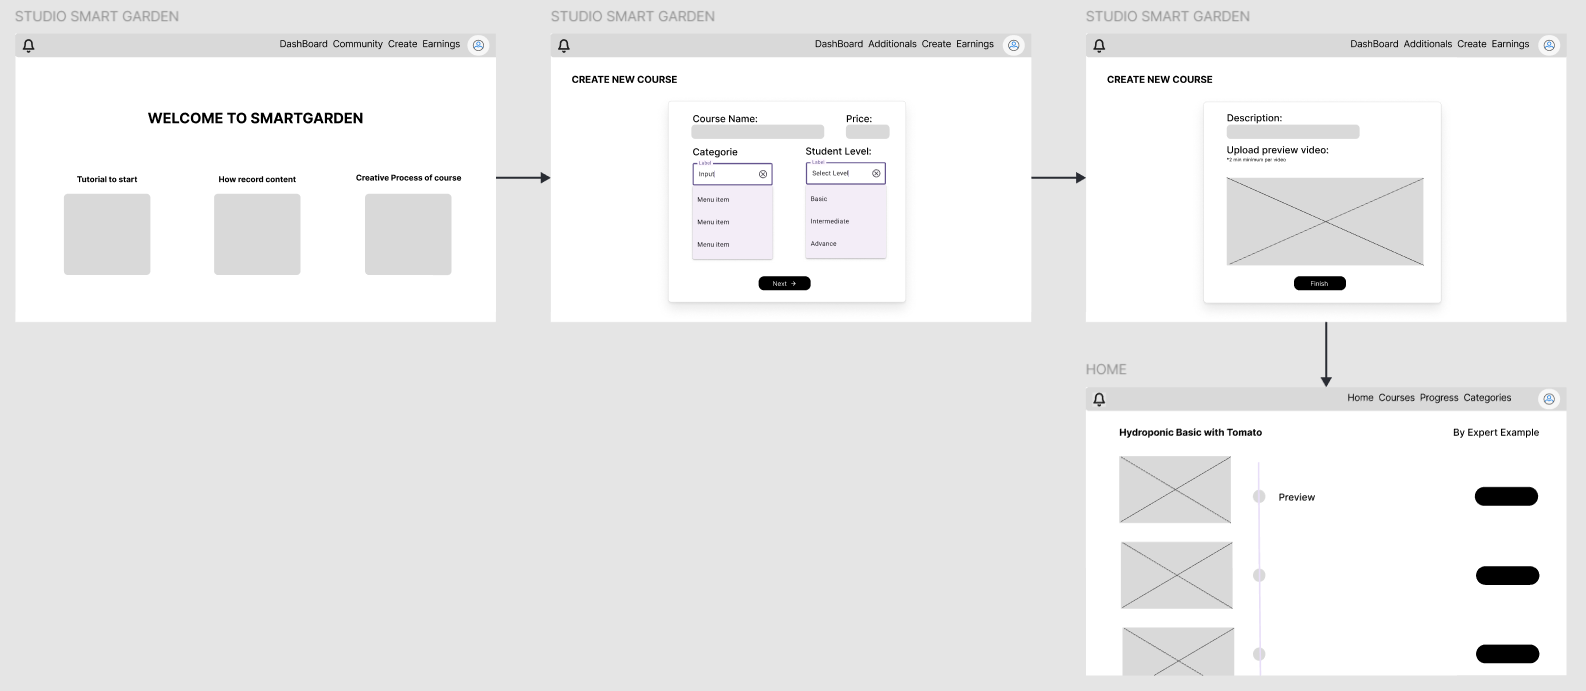 STUDIO SMART GARDEN
DashBoard Community Create Earnings
WELCOME TO SMARTGARDEN
Tutorial to start
How record content
Creative Process of course
STUDIO SMART GARDEN
DashBoard Additionals Create Earnings
CREATE NEW COURSE
Course Name:
Price:
Categorie
Student Level:
Label
Input
Label
Select Level
Menu item
Basic
Menu item
Intermediate
Menu item
Advance
Next →
STUDIO SMART GARDEN
DashBoard Additionals Create Earnings
CREATE NEW COURSE
Description:
Upload preview video:
*2 min minimum per video
Finish
HOME
Home Courses Progress Categories
Hydroponic Basic with Tomato
By Expert Example
Preview